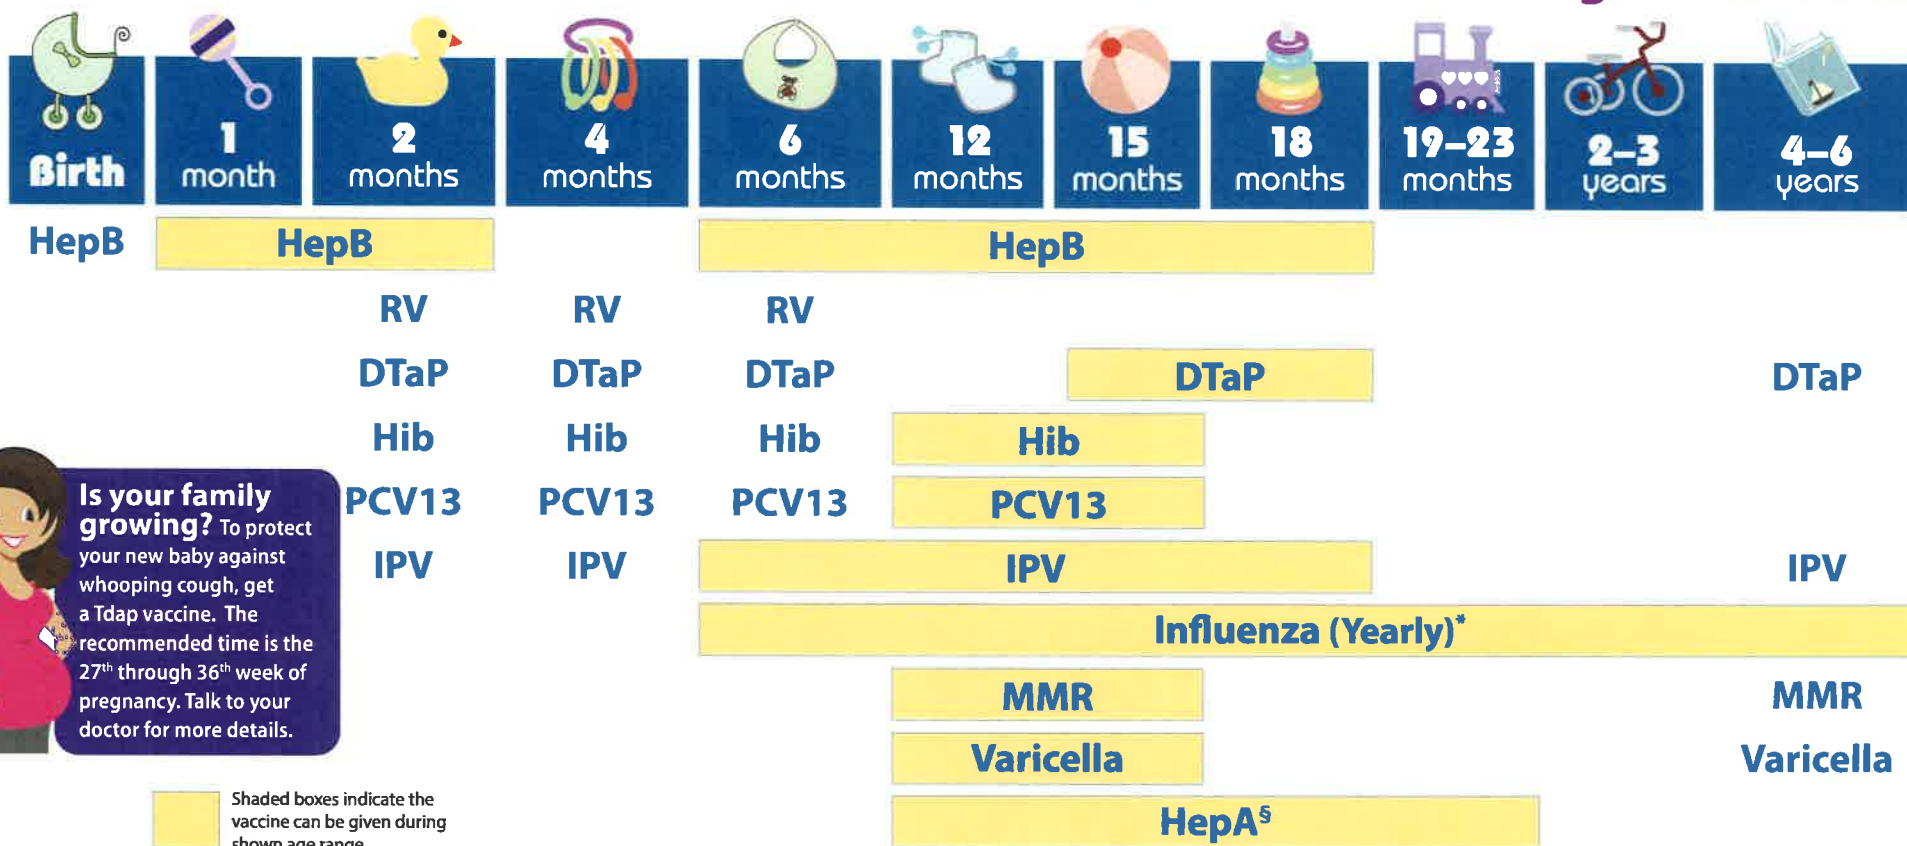 Birth
1
month
2
months
4
months
6
months
12
months
15
months
18
months
19–23
months
2–3
years
4–6
years
HepB HepB HepB
RV RV RV
DTaP DTaP DTaP DTaP DTaP
Hib Hib Hib Hib
PCV13 PCV13 PCV13 PCV13
IPV IPV IPV IPV
Influenza (Yearly)*
MMR MMR
Varicella Varicella
HepA§
Is your family
growing? To protect
your new baby against
whooping cough, get
a Tdap vaccine. The
recommended time is the
27th through 36th week of
pregnancy. Talk to your
doctor for more details.
Shaded boxes indicate the
vaccine can be given during
shown age range